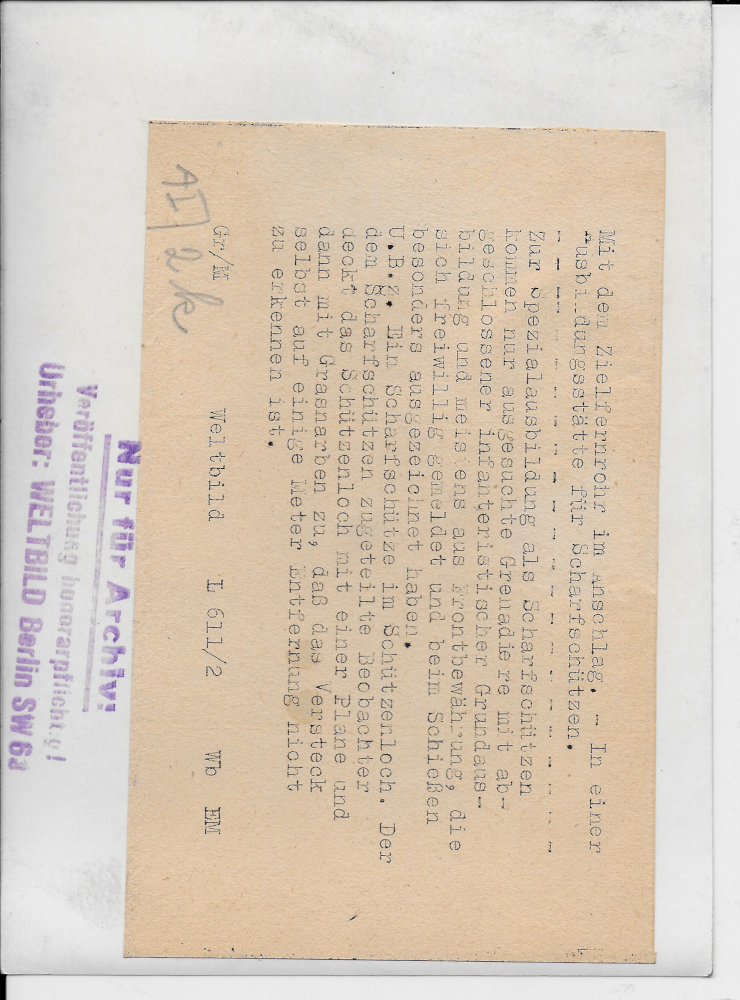 Mit dem Zielfernrohr im Anschlag. - In einer
Ausbildungsstätte für Scharfschützen.
- - - - - - - - - - - - - - - - -
Zur Spezialausbildung als Scharfschützen
kommen nur ausgesuchte Grenadiere mit ab-
geschlossener infanteristischer Grundaus-
bildung und meistens aus Frontbewährung, die
sich freiwillig gemeldet und beim Schießen
besonders ausgezeichnet haben.
U.B.z. Ein Scharfschütze im Schützenloch. Der
dem Scharfschützen zugeteilte Beobachter
deckt das Schützenloch mit einer Plane und
dann mit Grasnarben zu, daß das Versteck
selbst auf einige Meter Entfernung nicht
zu erkennen ist.
Gr/M Weltbild L 611/2 Wb EM
AI/2k
Nur für Archiv!
Veröffentlichung honorarpflichtig!
Urheber: WELTBILD Berlin SW 68